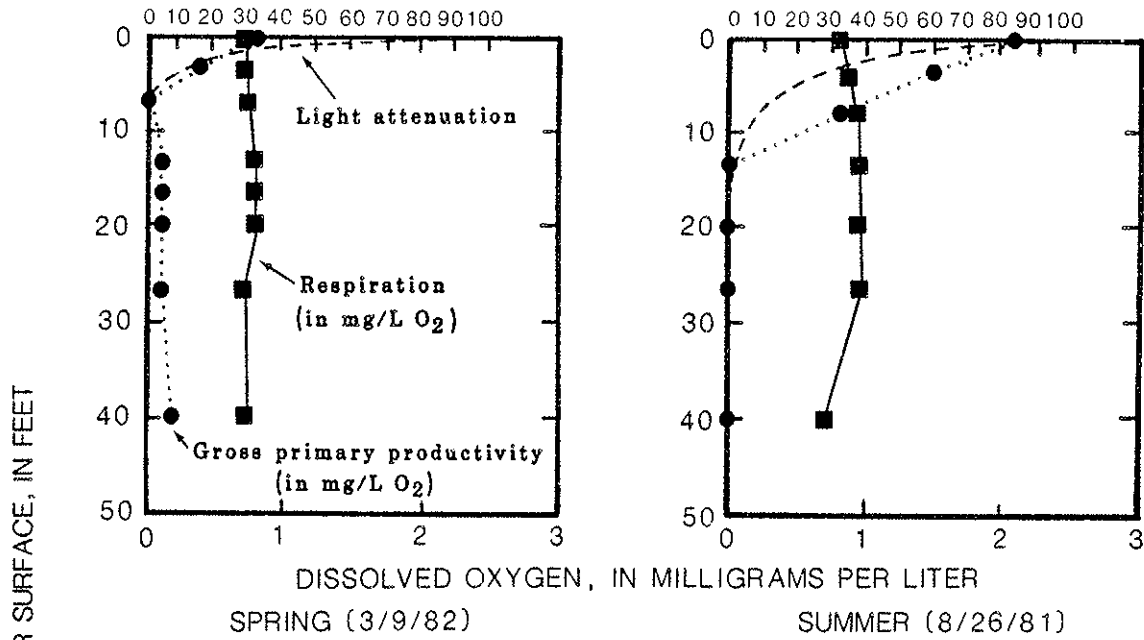 0 10 20 30 40 50 60 70 80 90 100
0
10
20
30
40
50
0 1 2 3
Light attenuation
Respiration
(in mg/L O2)
Gross primary productivity
(in mg/L O2)
SPRING (3/9/82)
0 10 20 30 40 50 60 70 80 90 100
0
10
20
30
40
50
0 1 2 3
DISSOLVED OXYGEN, IN MILLIGRAMS PER LITER
SUMMER (8/26/81)
SURFACE, IN FEET